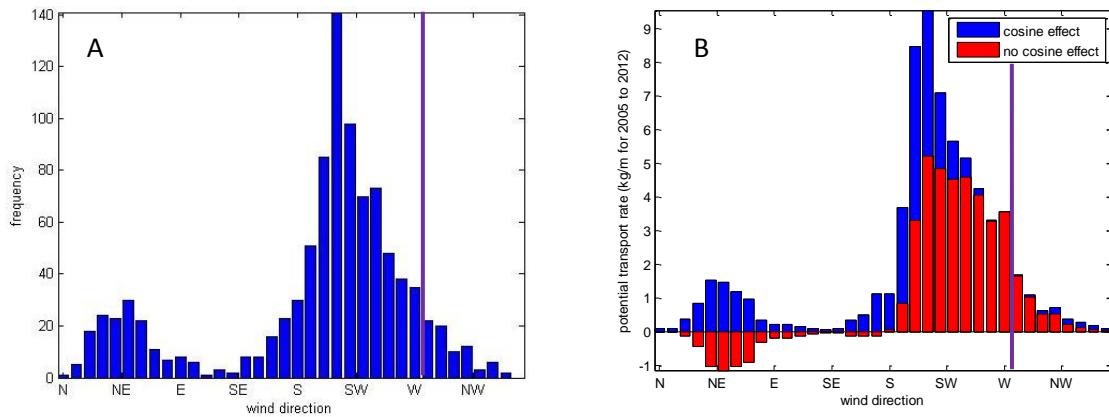 A
140
120
100
80
60
40
20
0
frequency
N NE E SE S SW W NW
wind direction
B
cosine effect
no cosine effect
9
8
7
6
5
4
3
2
1
0
-1
potential transport rate (kg/m for 2005 to 2012)
N NE E SE S SW W NW
wind direction